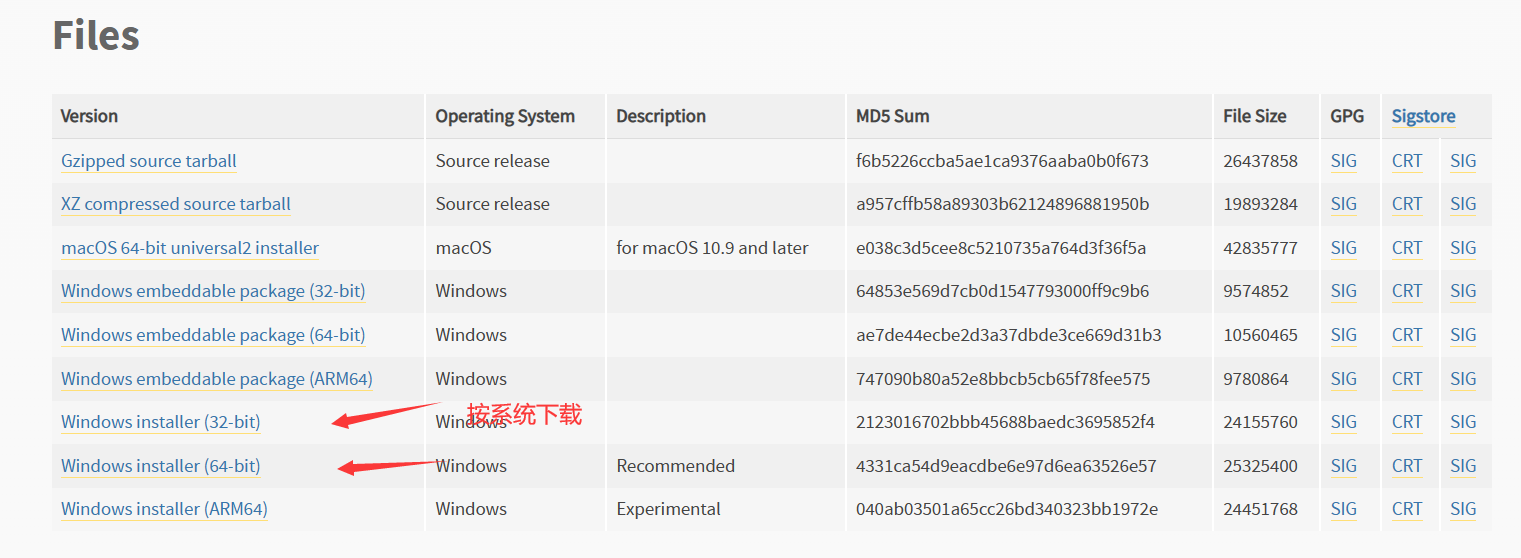 Files
Version Operating System Description MD5 Sum File Size GPG Sigstore
Gzipped source tarball Source release f6b5226ccba5ae1ca9376aaba0b0f673 26437858 SIG CRT SIG
XZ compressed source tarball Source release a957cffb58a89303b62124896881950b 19893284 SIG CRT SIG
macOS 64-bit universal2 installer macOS for macOS 10.9 and later e038c3d5cee8c5210735a764d3f36f5a 42835777 SIG CRT SIG
Windows embeddable package (32-bit) Windows 64853e569d7cb0d1547793000ff9c9b6 9574852 SIG CRT SIG
Windows embeddable package (64-bit) Windows ae7de44ecbe2d3a37dbde3ce669d31b3 10560465 SIG CRT SIG
Windows embeddable package (ARM64) Windows 747090b80a52e8bbcb5cb65f78fee575 9780864 SIG CRT SIG
按系统下载
Windows installer (32-bit) Windows 2123016702bbb45688baedc3695852f4 24155760 SIG CRT SIG
Windows installer (64-bit) Windows Recommended 4331ca54d9eacdbe6e97d6ea63526e57 25325400 SIG CRT SIG
Windows installer (ARM64) Windows Experimental 040ab03501a65cc26bd340323bb1972e 24451768 SIG CRT SIG